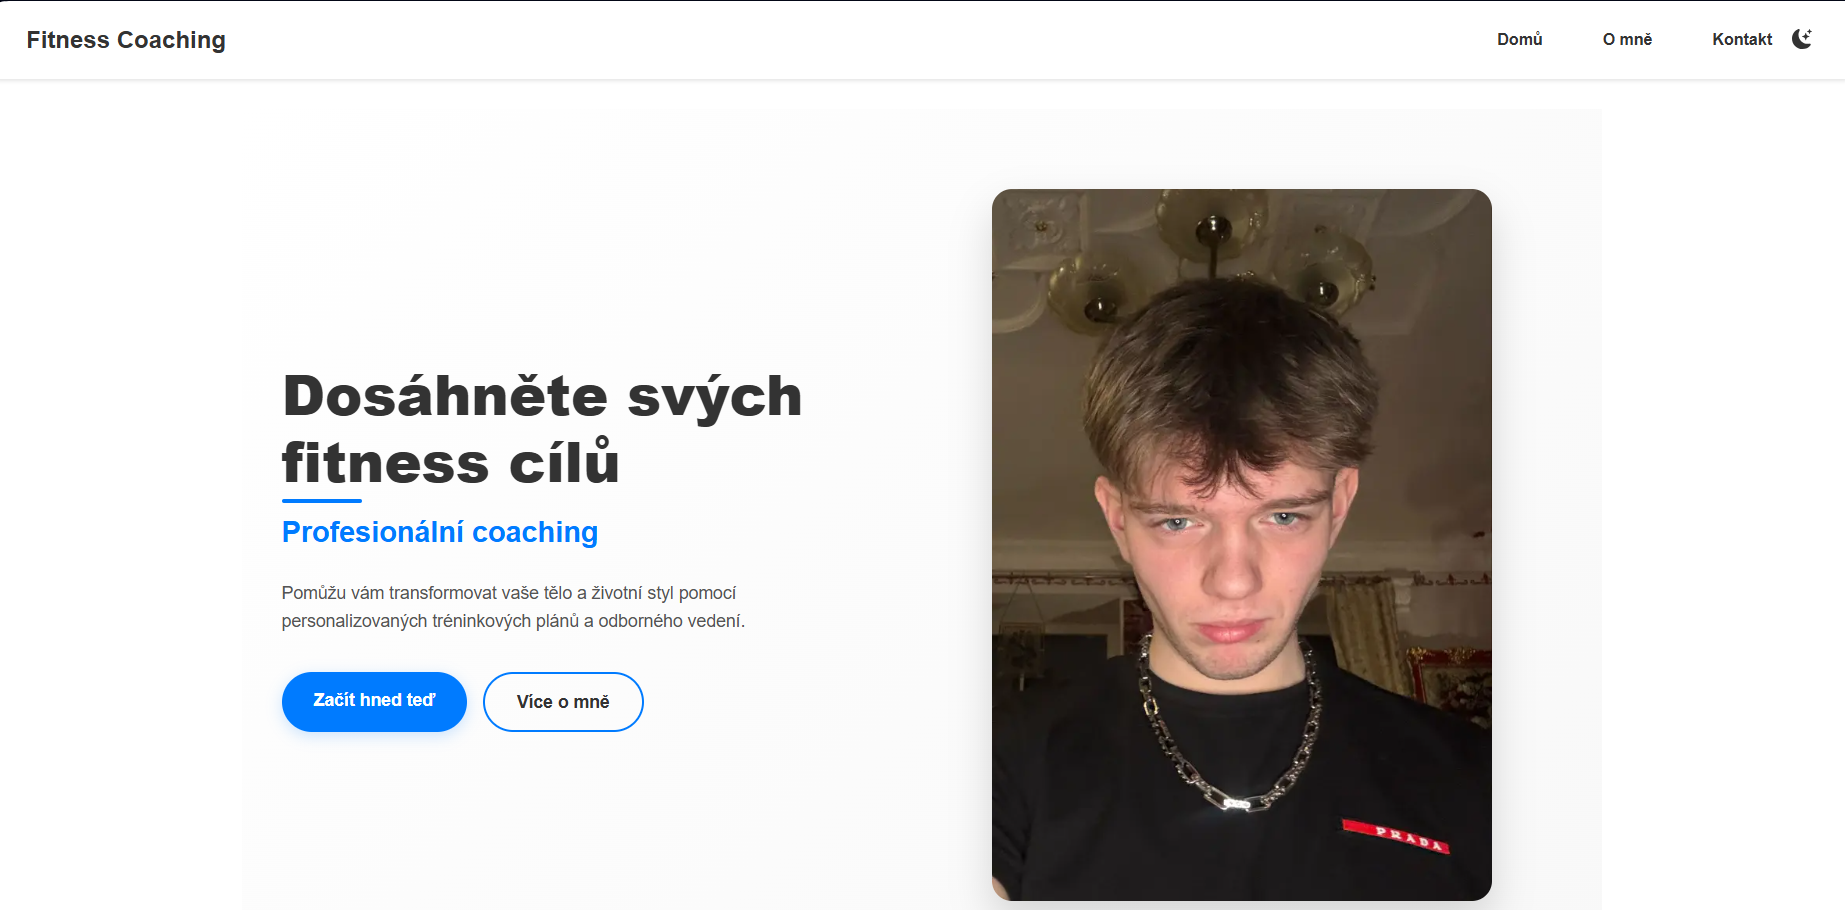 Fitness Coaching
Domů
O mně
Kontakt
Dosáhněte svých
fitness cílů
Profesionální coaching
Pomůžu vám transformovat vaše tělo a životní styl pomocí
personalizovaných tréninkových plánů a odborného vedení.
Začít hned teď
Více o mně
PRADA